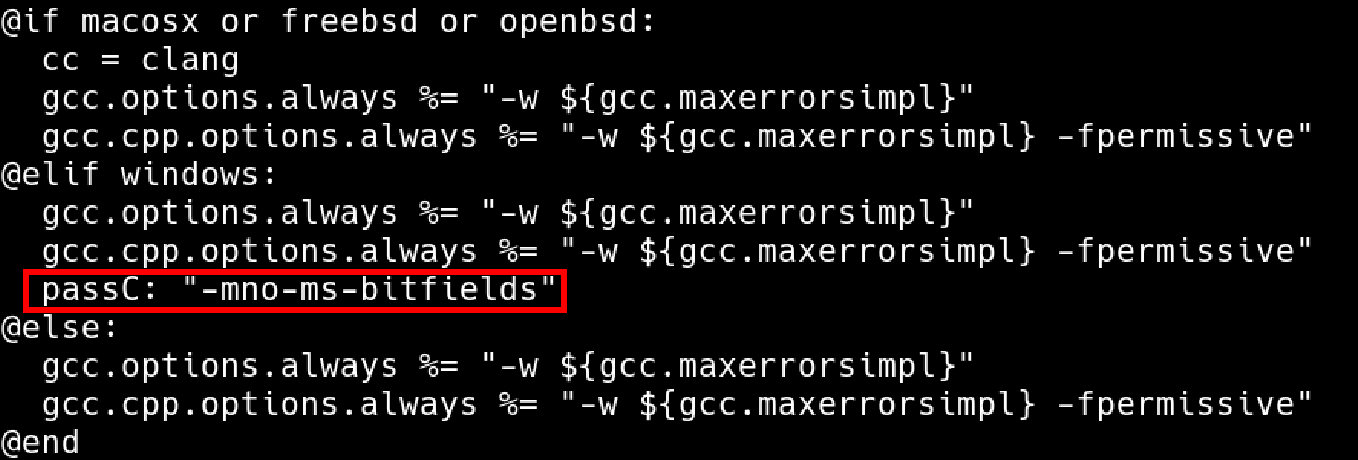 @if macosx or freebsd or openbsd:
  cc = clang
  gcc.options.always %= "-w ${gcc.maxerrorsimpl}"
  gcc.cpp.options.always %= "-w ${gcc.maxerrorsimpl} -fpermissive"
@elif windows:
  gcc.options.always %= "-w ${gcc.maxerrorsimpl}"
  gcc.cpp.options.always %= "-w ${gcc.maxerrorsimpl} -fpermissive"
  passC: "-mno-ms-bitfields"
@else:
  gcc.options.always %= "-w ${gcc.maxerrorsimpl}"
  gcc.cpp.options.always %= "-w ${gcc.maxerrorsimpl} -fpermissive"
@end